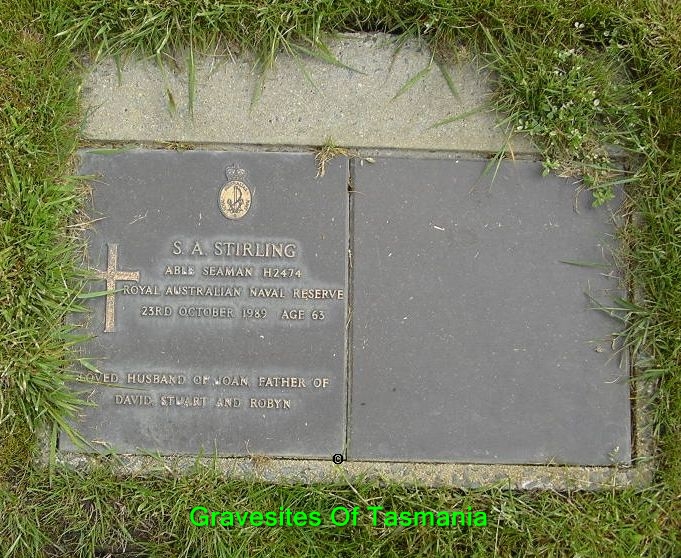 S. A. STIRLING
ABLE SEAMAN H2474
ROYAL AUSTRALIAN NAVAL RESERVE
23RD OCTOBER 1989 AGE 63
LOVED HUSBAND OF JOAN, FATHER OF
DAVID, STUART AND ROBYN
©
Gravesites Of Tasmania